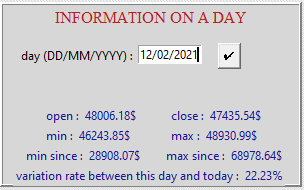 INFORMATION ON A DAY
day (DD/MM/YYYY) : 12/02/2021 ✔
open : 48006.18$ close : 47435.54$
min : 46243.85$ max : 48930.99$
min since : 28908.07$ max since : 68978.64$
variation rate between this day and today : 22.23%